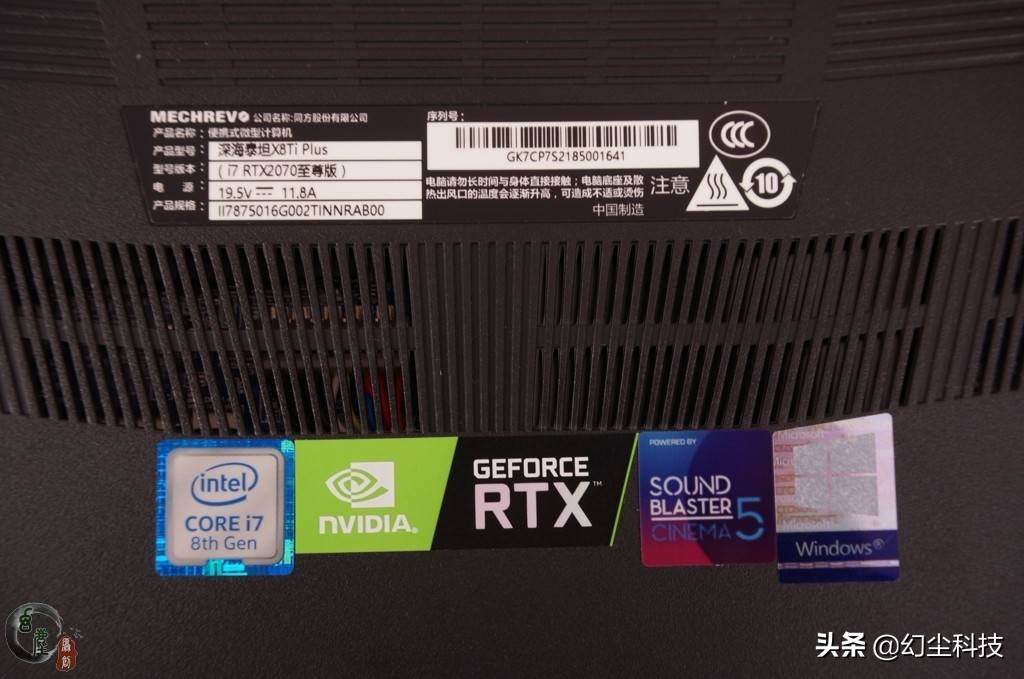 MECHREVO 公司名称:同方股份有限公司
产品名称: 便携式微型计算机
产品型号: 深海泰坦X8Ti Plus
型号版本: (i7 RTX2070至尊版)
电 源: 19.5V 11.8A
产品规格: II7875016G002TINNRAB00
序列号:
GK7CP7S2185001641
电脑请勿长时间与身体直接接触;电脑底座及散
热出风口的温度会逐渐升高,可造成不适或烫伤
注意
中国制造
CCC
10
intel
CORE i7
8th Gen
NVIDIA.
GEFORCE
RTX™
POWERED BY
SOUND
BLASTER
CINEMA 5
Microsoft
Windows®
头条 @幻尘科技